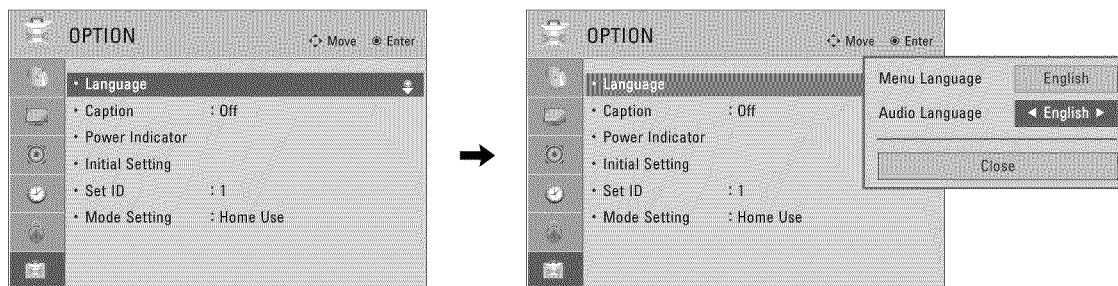 OPTION
Move Enter
• Language
• Caption : Off
• Power Indicator
• Initial Setting
• Set ID : 1
• Mode Setting : Home Use
OPTION
Move Enter
• Language
• Caption : Off
• Power Indicator
• Initial Setting
• Set ID : 1
• Mode Setting : Home Use
Menu Language English
Audio Language ◄ English ►
Close